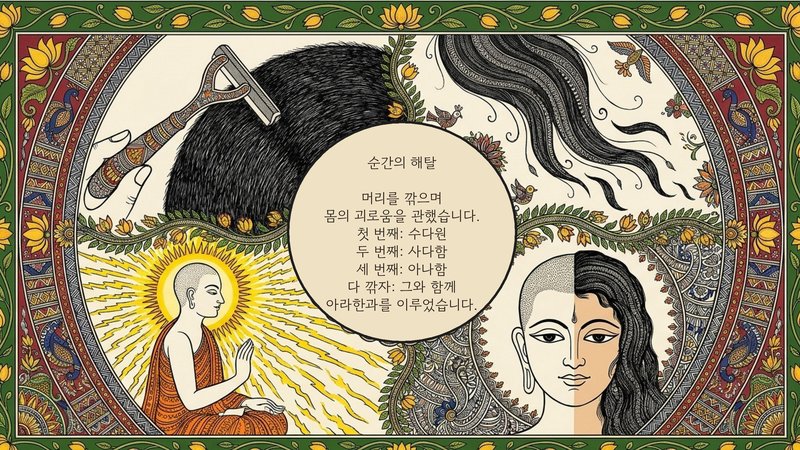 순간의 해탈
머리를 깎으며
몸의 괴로움을 관했습니다.
첫 번째: 수다원
두 번째: 사다함
세 번째: 아나함
다 깎자: 그와 함께
아라한과를 이루었습니다.